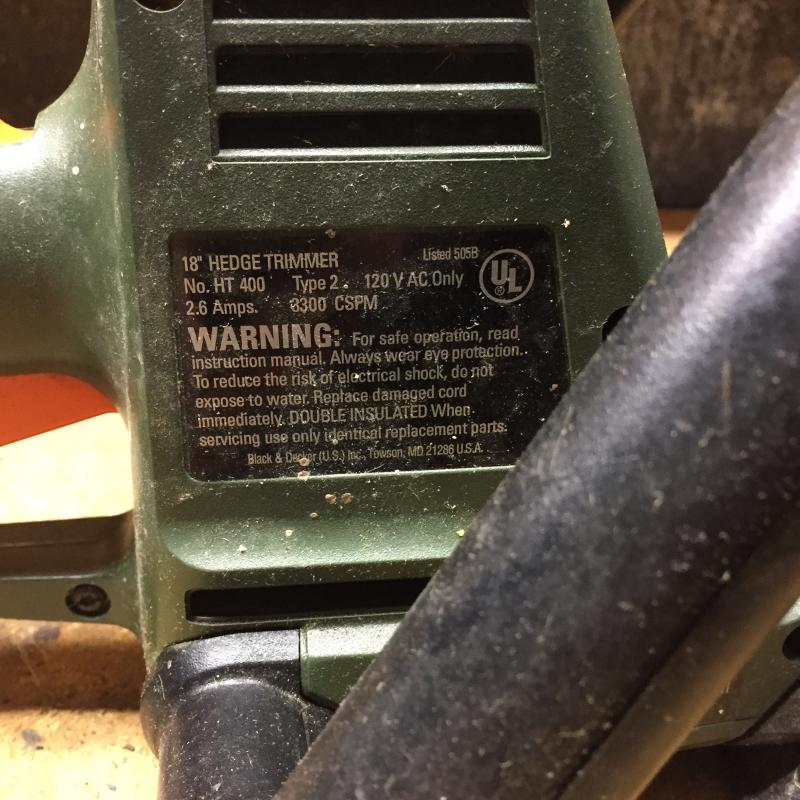 18" HEDGE TRIMMER Listed 505B
No. HT 400 Type 2 120 V AC Only
2.6 Amps. 3300 CSPM
UL
WARNING: For safe operation, read
instruction manual. Always wear eye protection.
To reduce the risk of electrical shock, do not
expose to water. Replace damaged cord
immediately. DOUBLE INSULATED When
servicing use only identical replacement parts.
Black & Decker (U.S.) Inc., Towson, MD 21286 U.S.A.